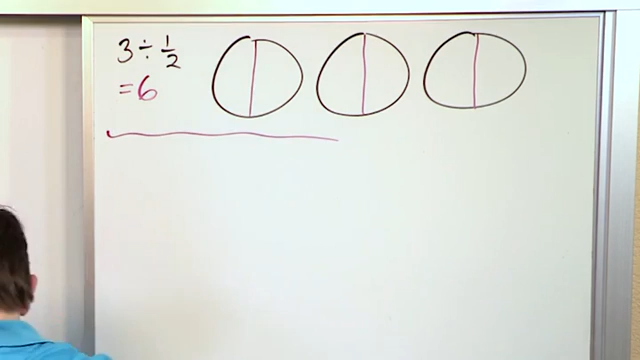 3 ÷ 1/2
= 6